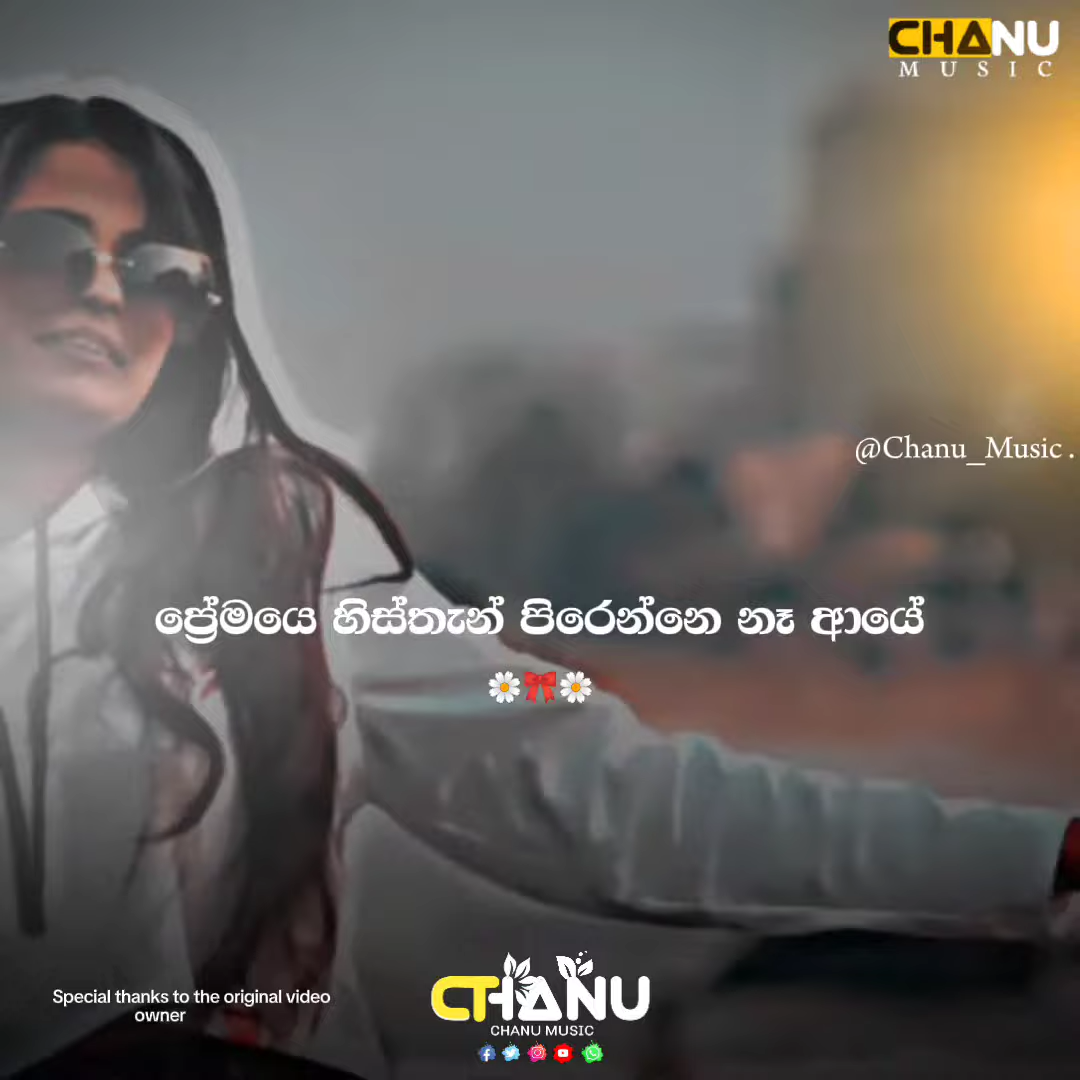 CHANU
MUSIC
@Chanu_Music .
ප්‍රේමයෙ හිස්තැන් පිරෙන්නෙ නෑ ආයේ
🌼🎀🌼
Special thanks to the original video
owner
CHANU
CHANU MUSIC